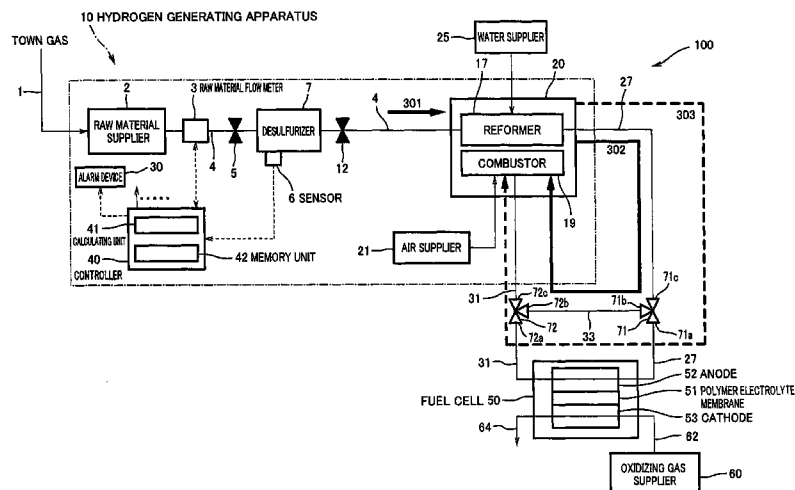 10 HYDROGEN GENERATING APPARATUS
TOWN GAS
25
WATER SUPPLIER
100
1
2
3 RAW MATERIAL FLOW METER
7
17
20
27
303
RAW MATERIAL SUPPLIER
4
5
DESULFURIZER
12
4
301
REFORMER
302
COMBUSTOR
19
ALARM DEVICE
30
6 SENSOR
41
CALCULATING UNIT
40
CONTROLLER
42 MEMORY UNIT
21
AIR SUPPLIER
31
72c
72b
71b
71c
72
72a
33
71
71a
31
27
FUEL CELL 50
52 ANODE
51 POLYMER ELECTROLYTE MEMBRANE
53 CATHODE
64
62
OXIDIZING GAS SUPPLIER
60